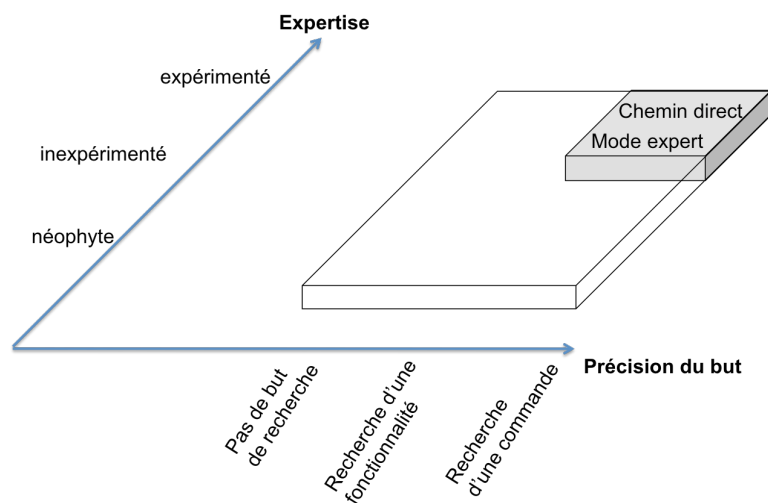 Expertise
expérimenté
inexpérimenté
néophyte
Chemin direct
Mode expert
Précision du but
Pas de but
de recherche
Recherche d'une
fonctionnalité
Recherche
d'une commande